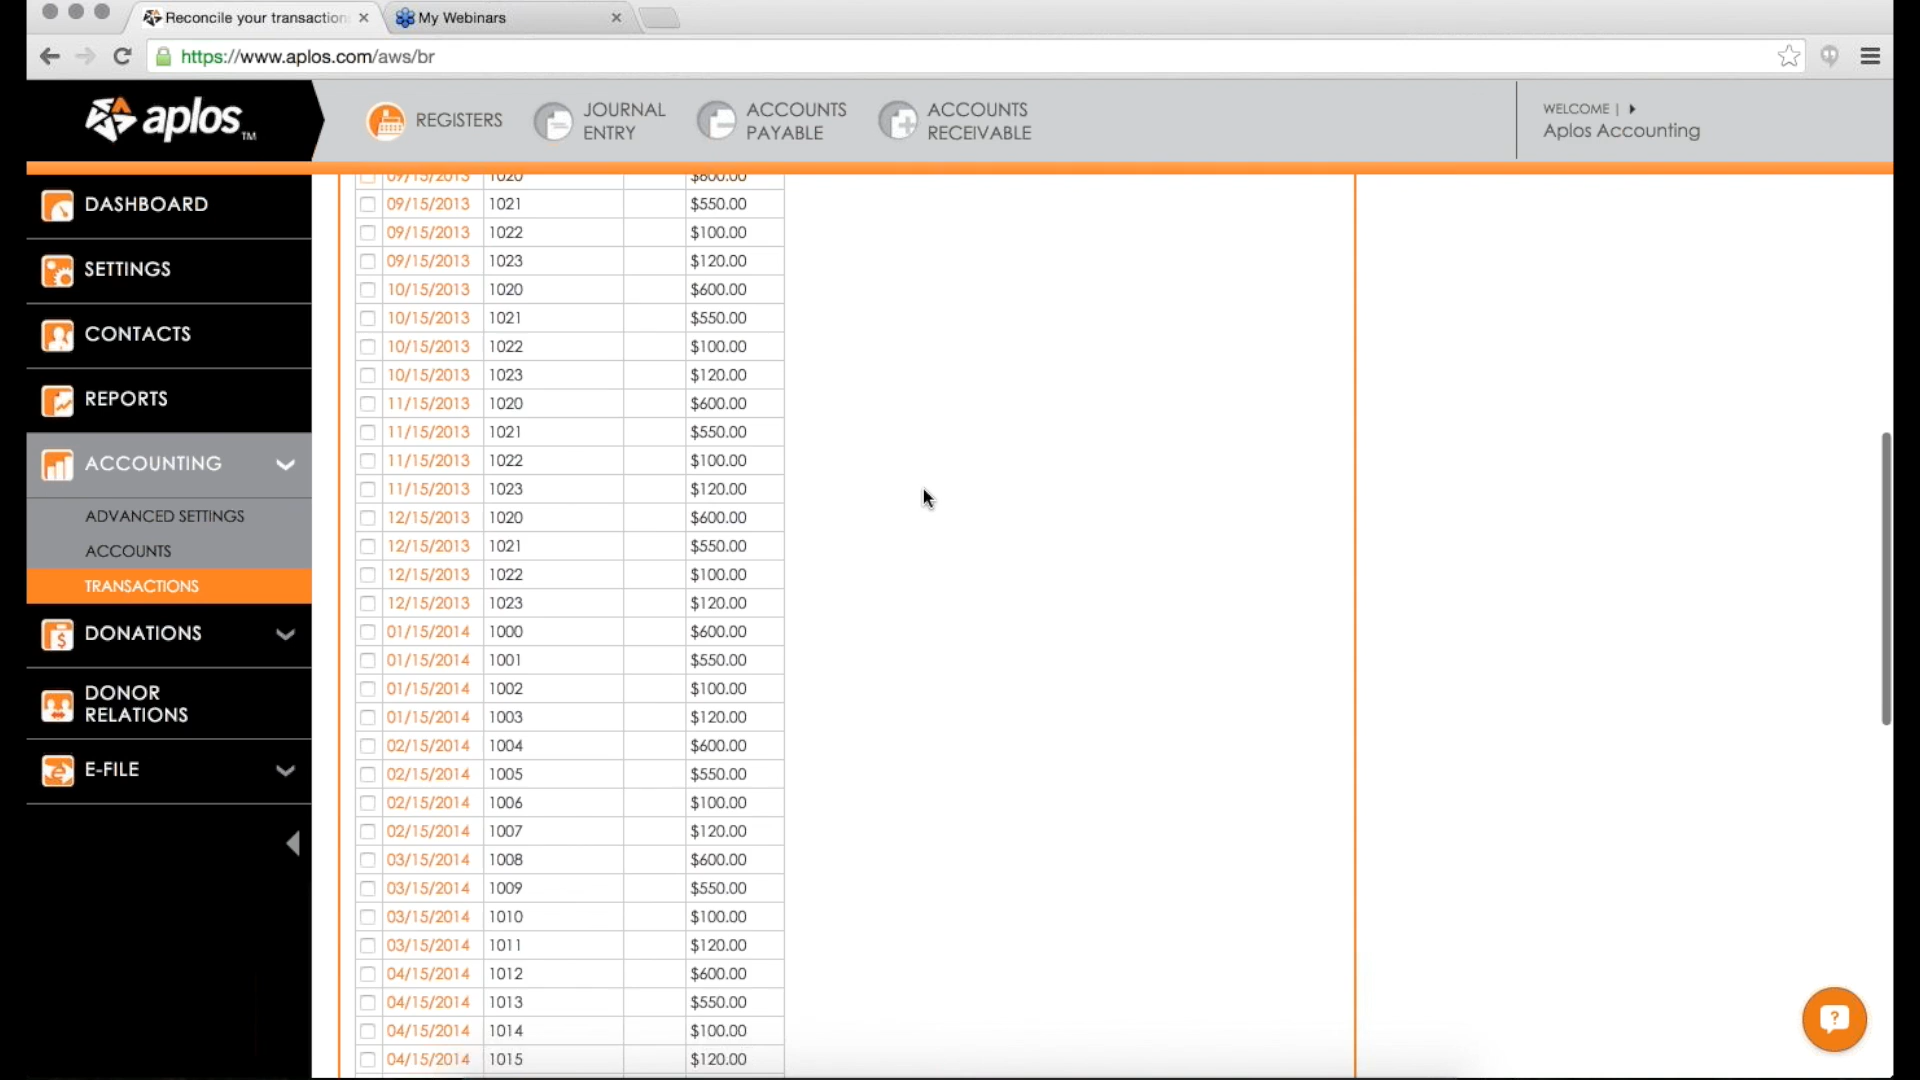 Reconcile your transaction
My Webinars
https://www.aplos.com/aws/br
aplos TM
REGISTERS
JOURNAL
ENTRY
ACCOUNTS
PAYABLE
ACCOUNTS
RECEIVABLE
WELCOME |
Aplos Accounting
DASHBOARD
SETTINGS
CONTACTS
REPORTS
ACCOUNTING
ADVANCED SETTINGS
ACCOUNTS
TRANSACTIONS
DONATIONS
DONOR
RELATIONS
E-FILE
09/15/2013 1020 $600.00
09/15/2013 1021 $550.00
09/15/2013 1022 $100.00
09/15/2013 1023 $120.00
10/15/2013 1020 $600.00
10/15/2013 1021 $550.00
10/15/2013 1022 $100.00
10/15/2013 1023 $120.00
11/15/2013 1020 $600.00
11/15/2013 1021 $550.00
11/15/2013 1022 $100.00
11/15/2013 1023 $120.00
12/15/2013 1020 $600.00
12/15/2013 1021 $550.00
12/15/2013 1022 $100.00
12/15/2013 1023 $120.00
01/15/2014 1000 $600.00
01/15/2014 1001 $550.00
01/15/2014 1002 $100.00
01/15/2014 1003 $120.00
02/15/2014 1004 $600.00
02/15/2014 1005 $550.00
02/15/2014 1006 $100.00
02/15/2014 1007 $120.00
03/15/2014 1008 $600.00
03/15/2014 1009 $550.00
03/15/2014 1010 $100.00
03/15/2014 1011 $120.00
04/15/2014 1012 $600.00
04/15/2014 1013 $550.00
04/15/2014 1014 $100.00
04/15/2014 1015 $120.00